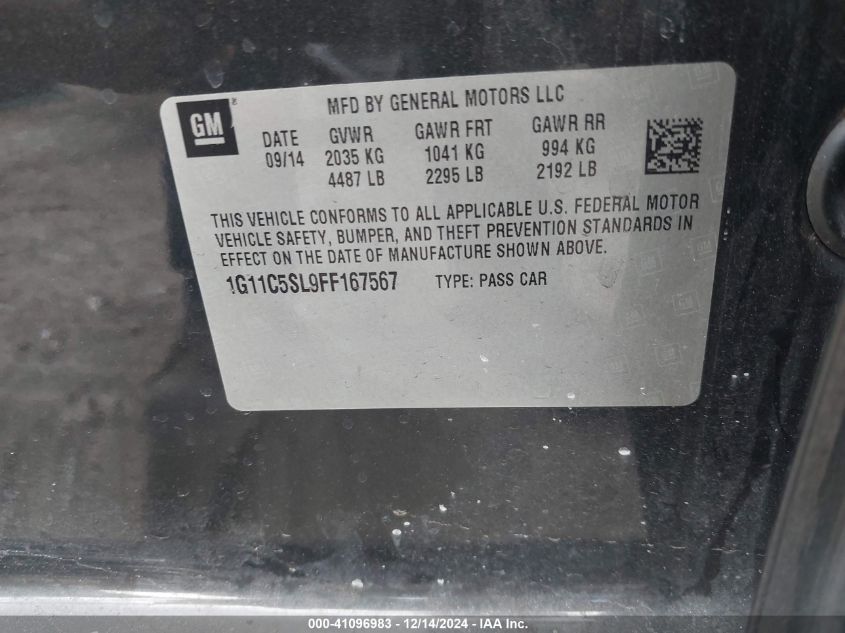 GM
MFD BY GENERAL MOTORS LLC
DATE GVWR GAWR FRT GAWR RR
09/14 2035 KG 1041 KG 994 KG
4487 LB 2295 LB 2192 LB
THIS VEHICLE CONFORMS TO ALL APPLICABLE U.S. FEDERAL MOTOR
VEHICLE SAFETY, BUMPER, AND THEFT PREVENTION STANDARDS IN
EFFECT ON THE DATE OF MANUFACTURE SHOWN ABOVE.
1G11C5SL9FF167567 TYPE: PASS CAR
000-41096983 - 12/14/2024 - IAA Inc.